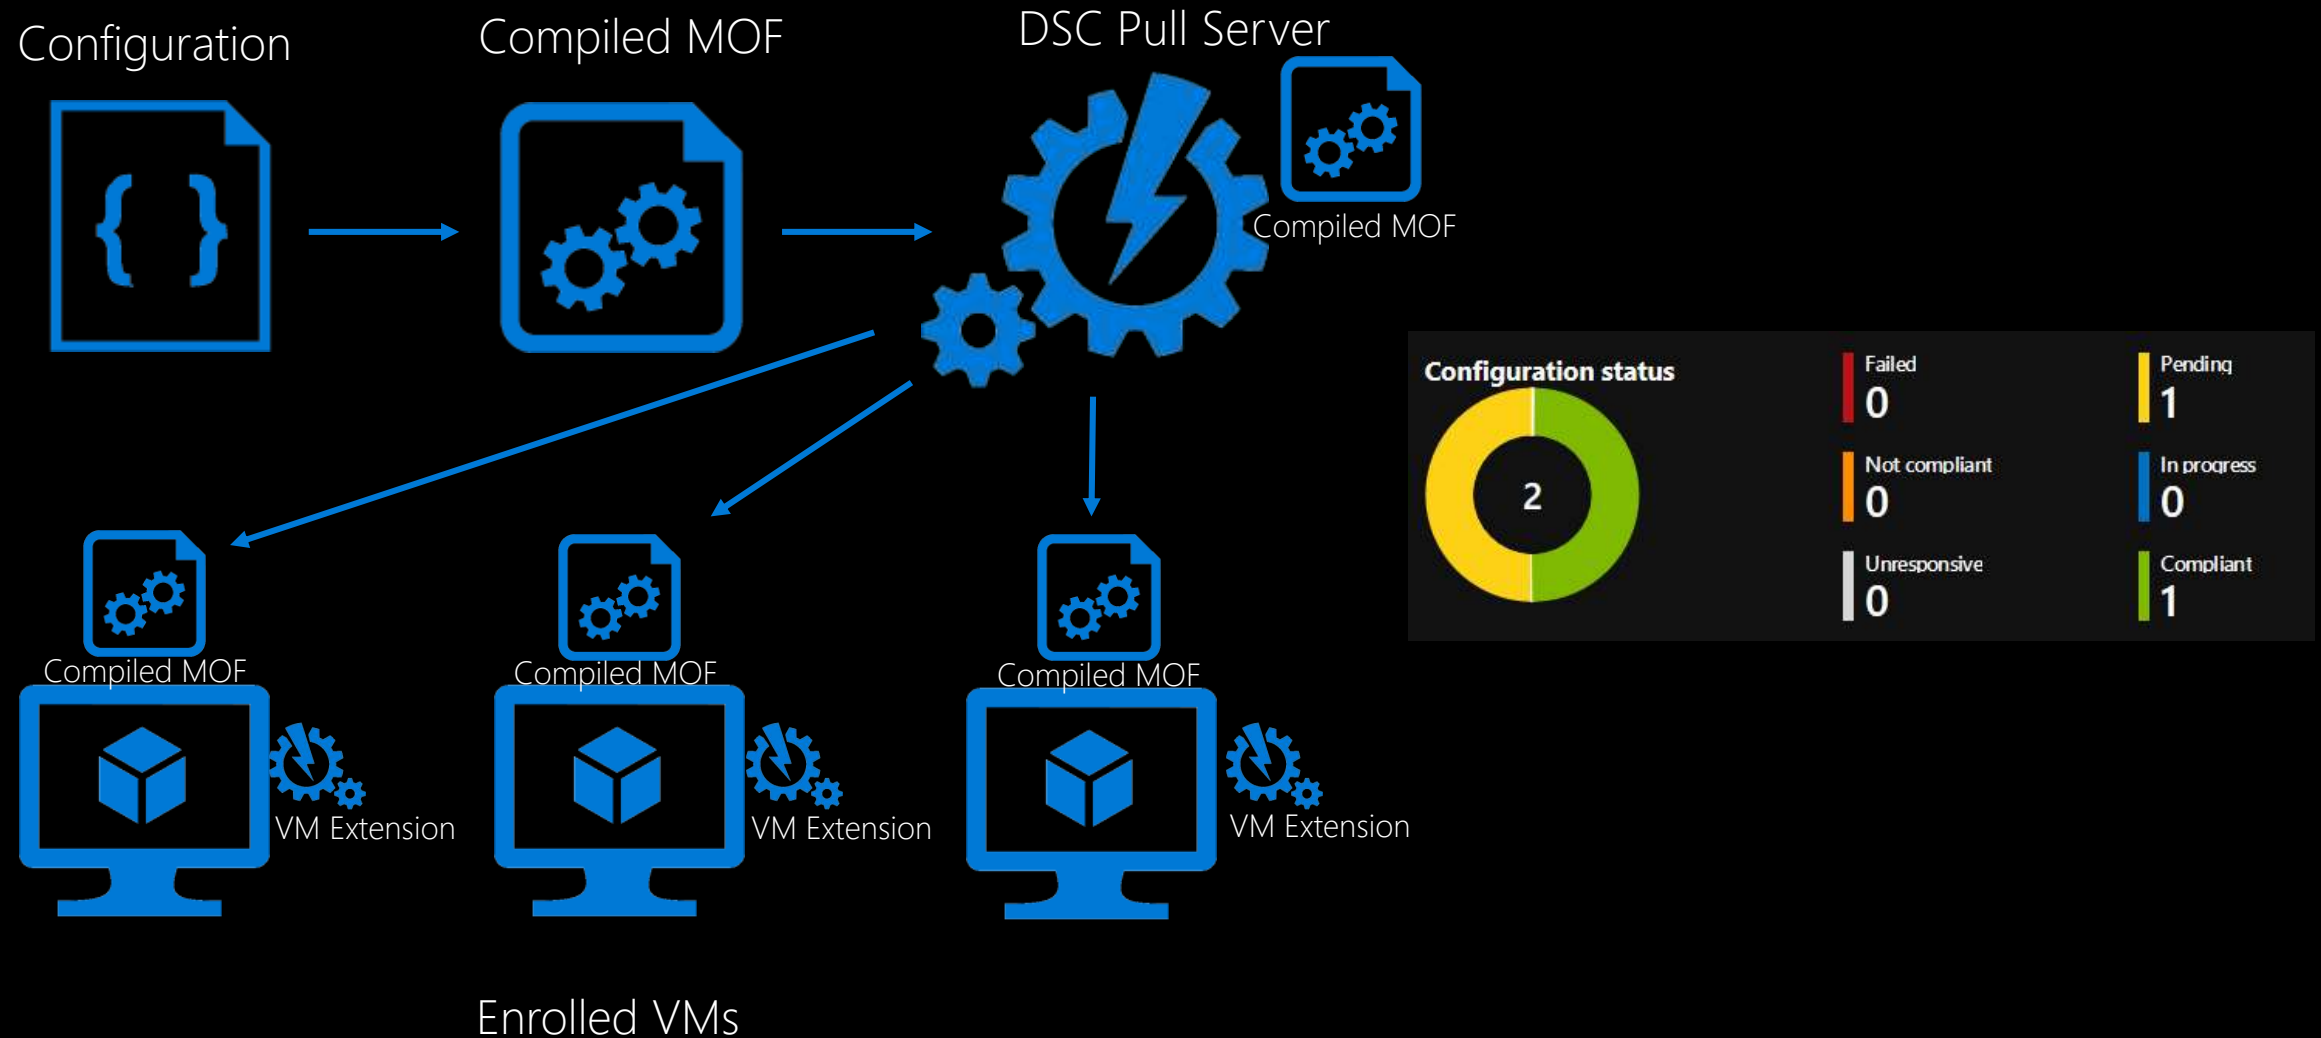 Configuration
Compiled MOF
DSC Pull Server
{ }
Compiled MOF
Configuration status
2
Failed
0
Pending
1
Not compliant
0
In progress
0
Unresponsive
0
Compliant
1
Compiled MOF
Compiled MOF
Compiled MOF
VM Extension
VM Extension
VM Extension
Enrolled VMs